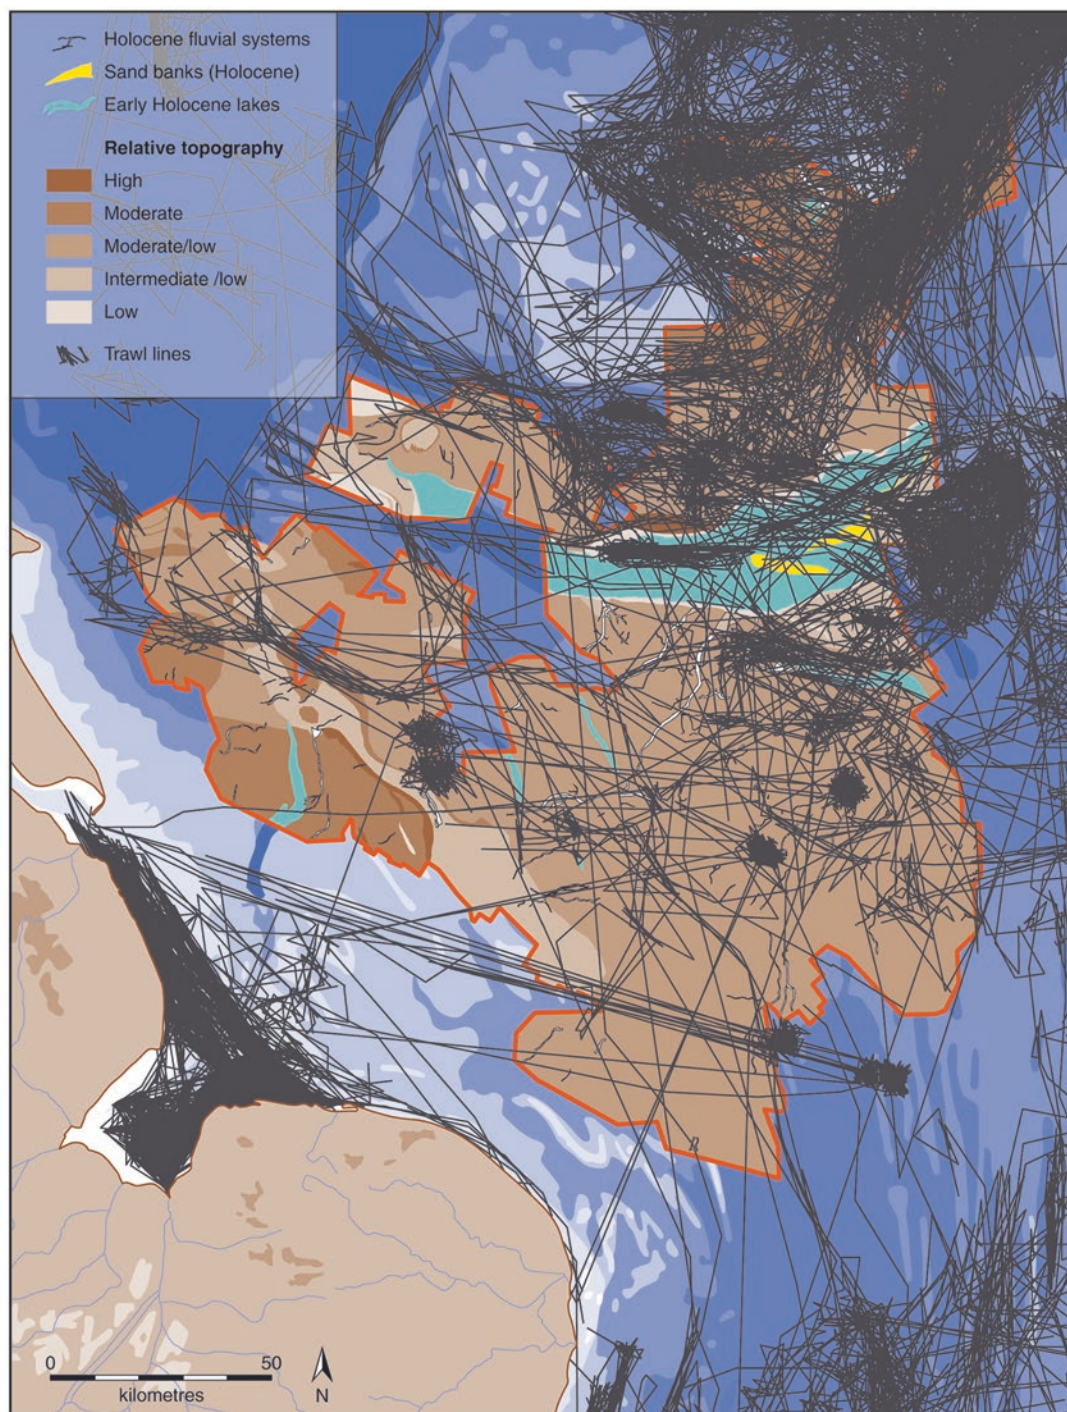 Holocene fluvial systems
Sand banks (Holocene)
Early Holocene lakes
Relative topography
High
Moderate
Moderate/low
Intermediate /low
Low
Trawl lines
0 50
kilometres
N